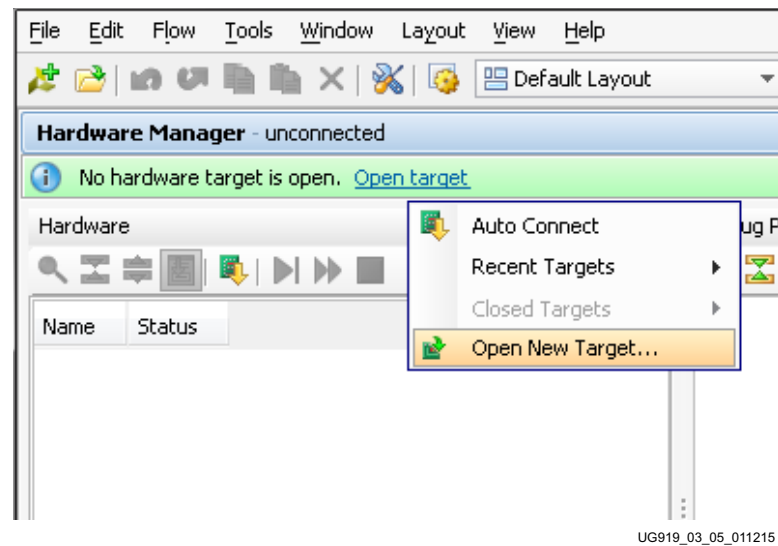 File Edit Flow Tools Window Layout View Help
Default Layout
Hardware Manager - unconnected
No hardware target is open. Open target
Hardware
ug P
Auto Connect
Recent Targets
Closed Targets
Open New Target...
Name Status
UG919_03_05_011215